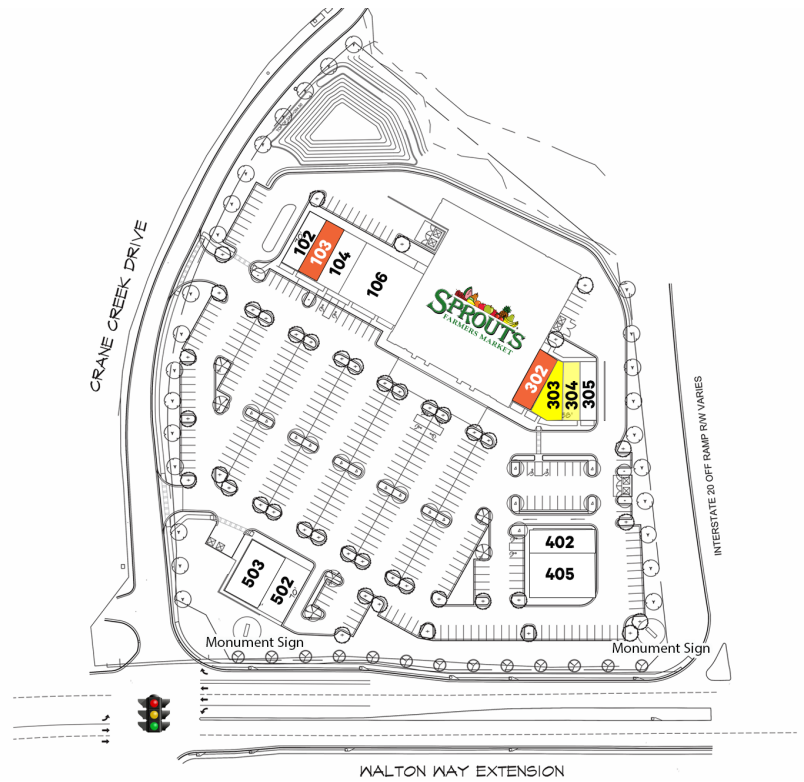 CRANE CREEK DRIVE
102
103
104
106
SPROUTS
FARMERS MARKET
302
303
304
305
INTERSTATE 20 OFF RAMP R/W VARIES
402
405
503
502
Monument Sign
Monument Sign
WALTON WAY EXTENSION